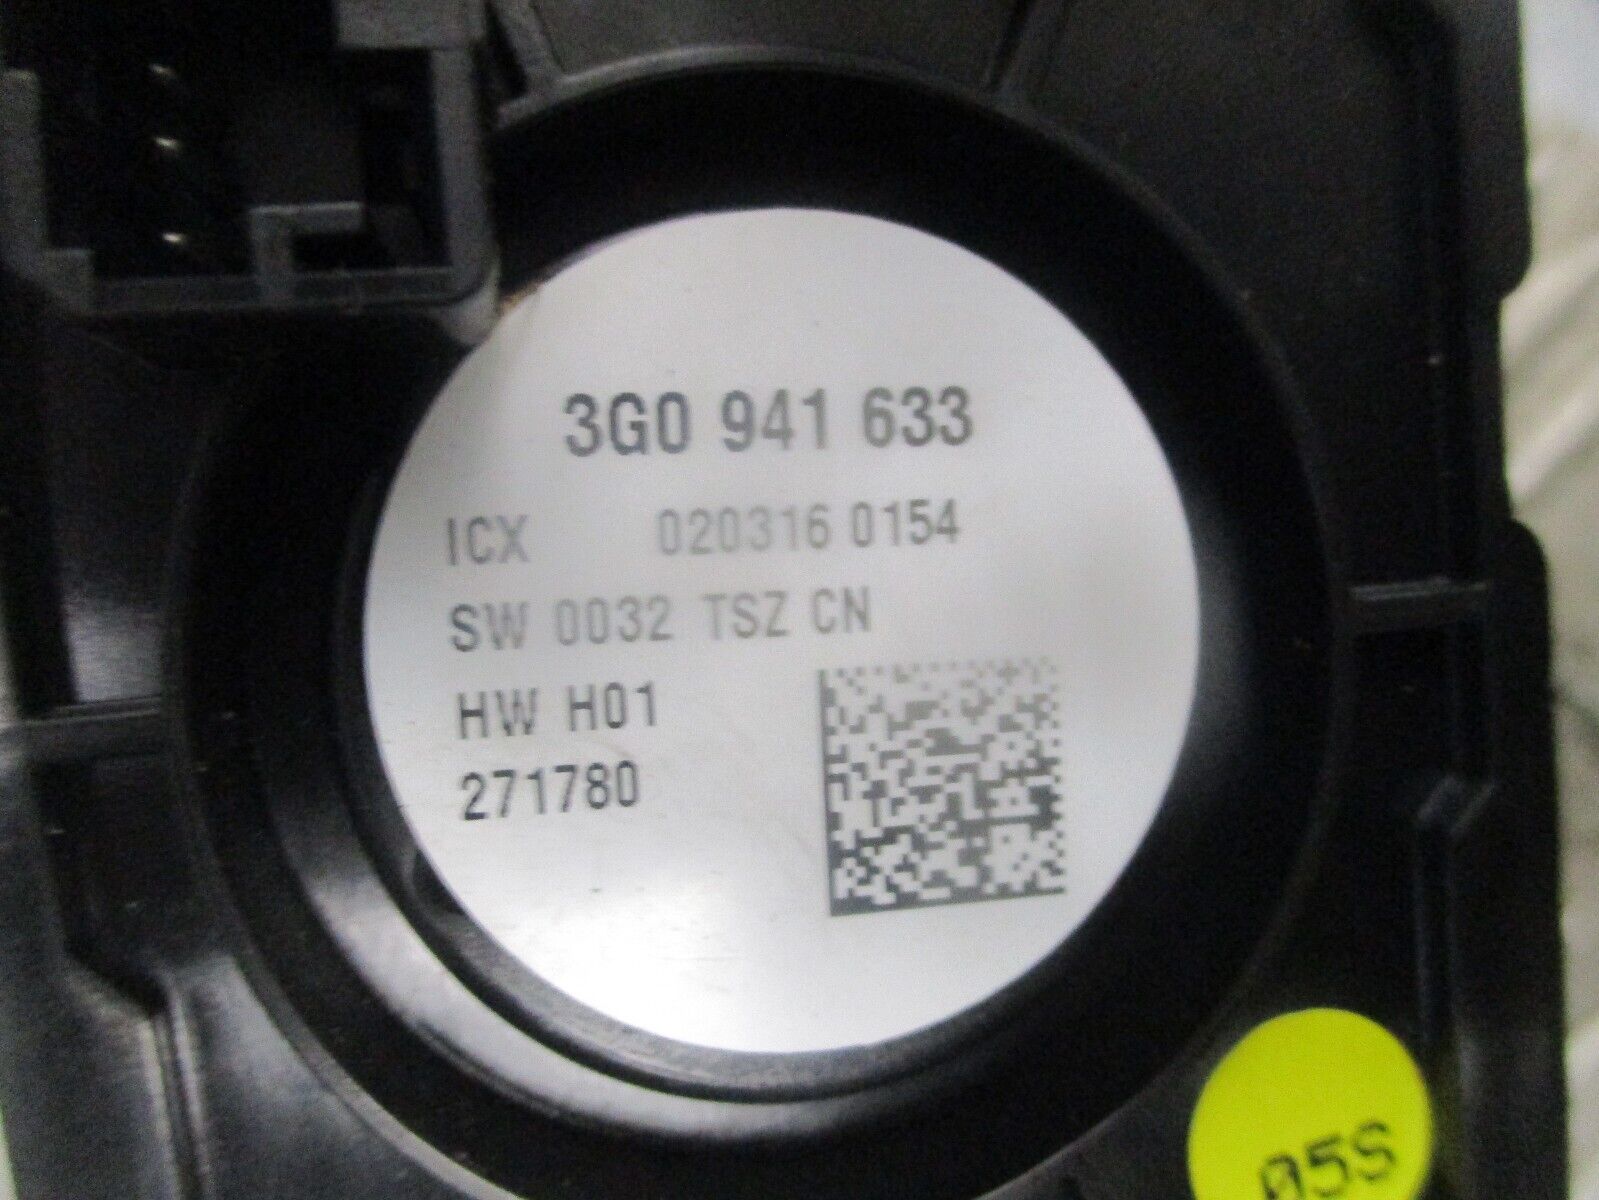 3G0 941 633
ICX 020316 0154
SW 0032 TSZ CN
HW H01
271780
05S